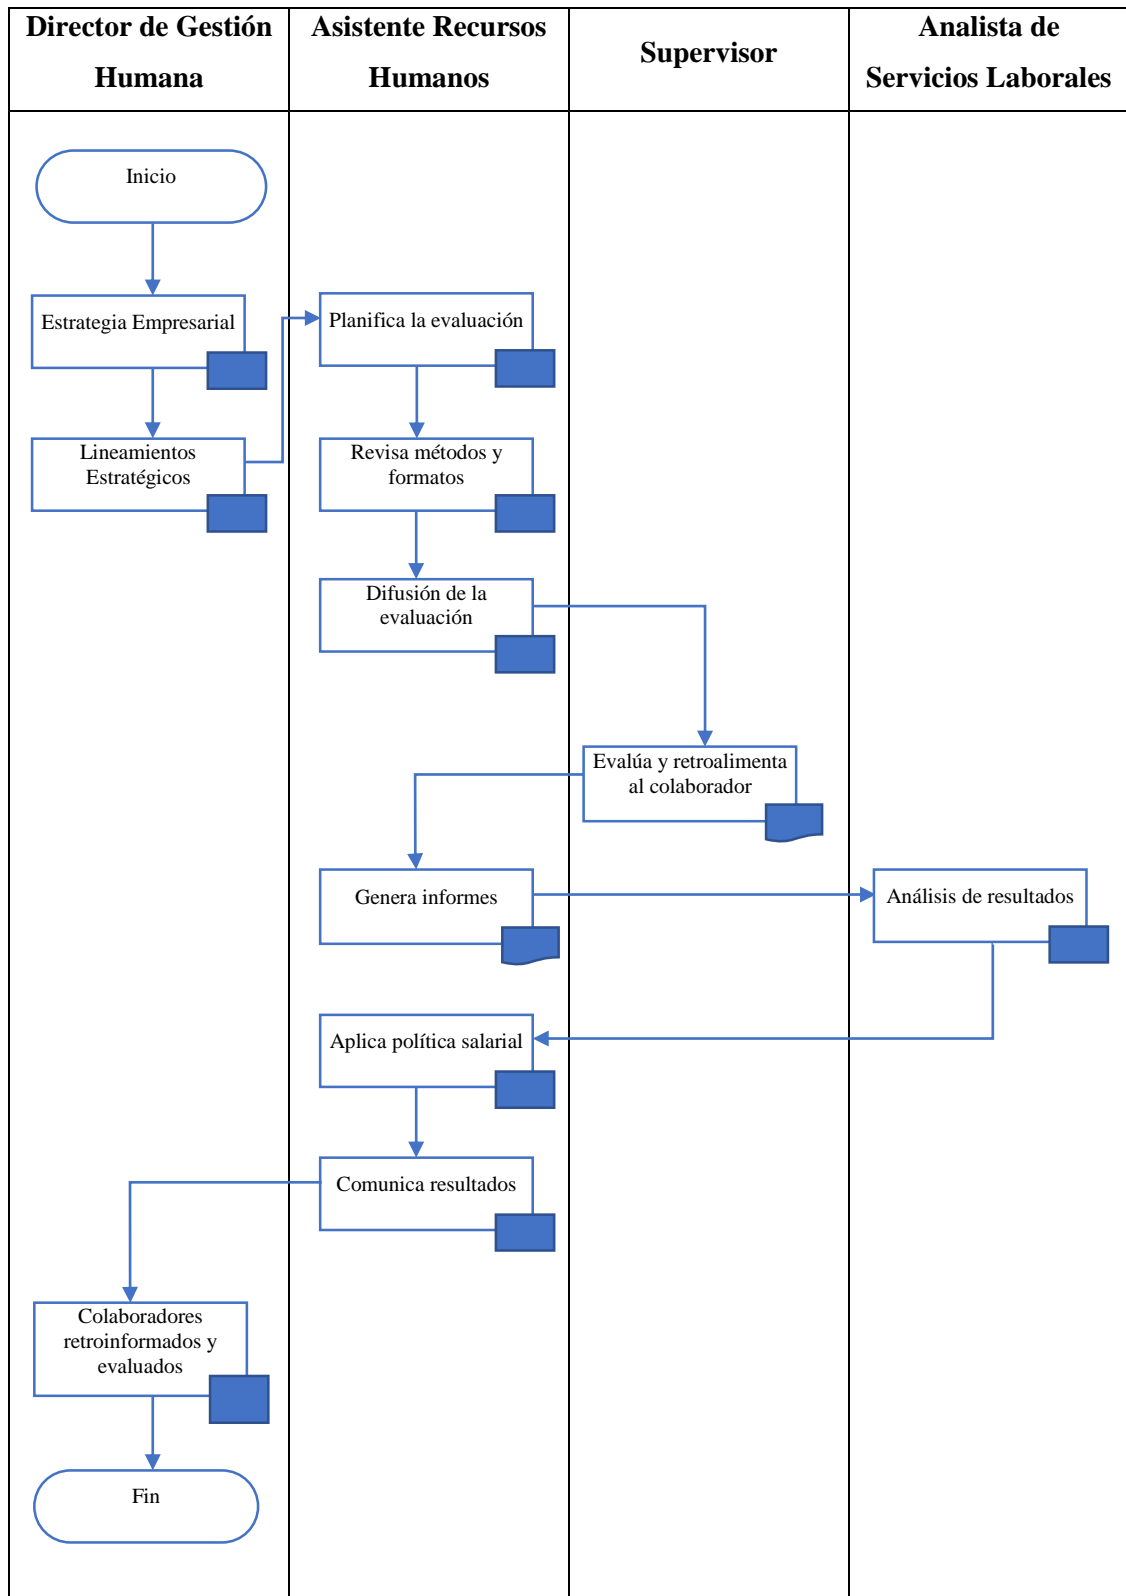 Director de Gestión
Humana
Asistente Recursos
Humanos
Supervisor
Analista de
Servicios Laborales
Inicio
Estrategia Empresarial
Lineamientos
Estratégicos
Planifica la evaluación
Revisa métodos y
formatos
Difusión de la
evaluación
Evalúa y retroalimenta
al colaborador
Genera informes
Análisis de resultados
Aplica política salarial
Comunica resultados
Colaboradores
retroinformados y
evaluados
Fin